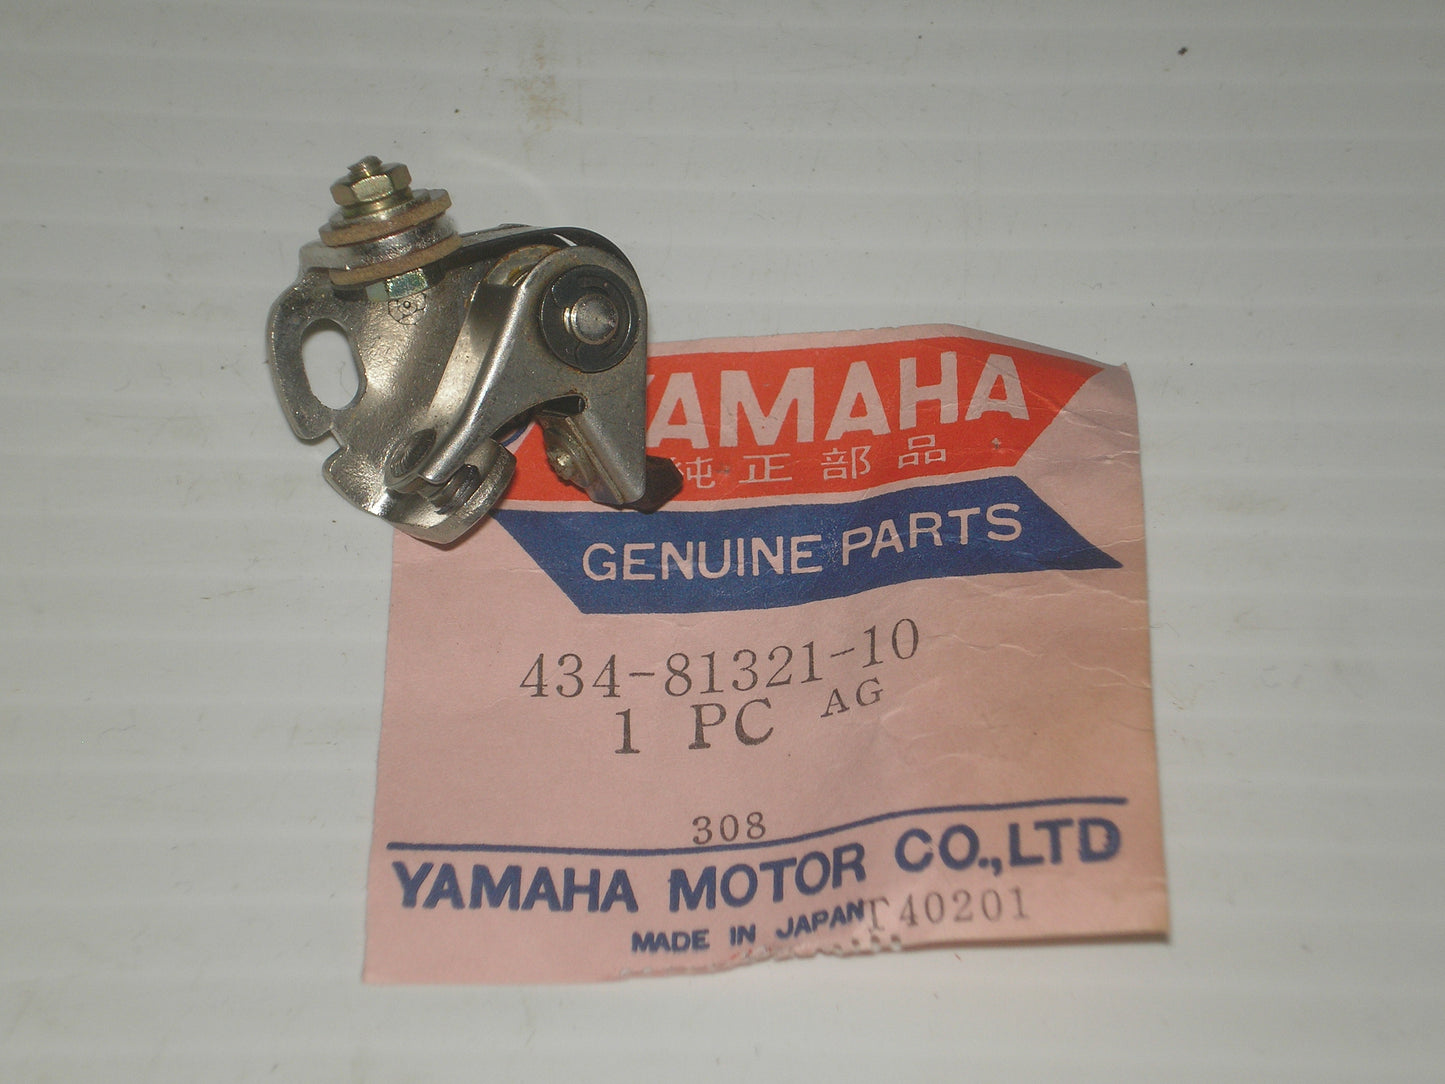 YAMAHA
純正部品
GENUINE PARTS
434-81321-10
1 PC AG
308
YAMAHA MOTOR CO.,LTD
MADE IN JAPAN T40201